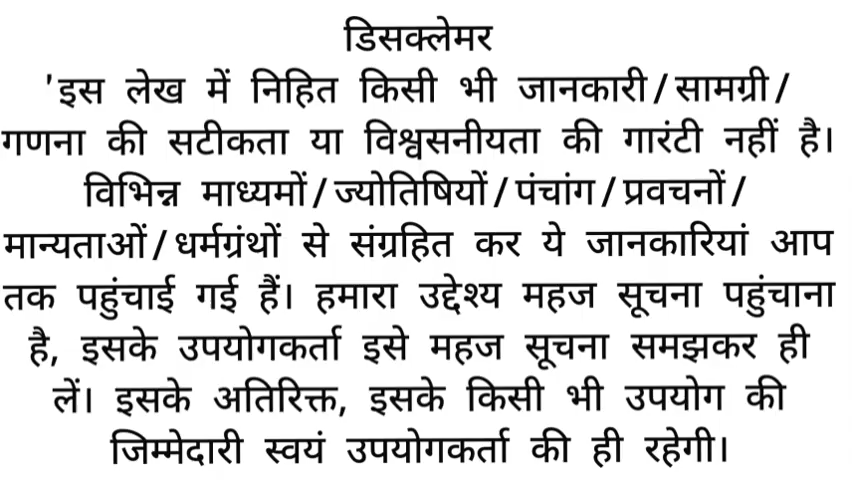 डिसक्लेमर
'इस लेख में निहित किसी भी जानकारी/सामग्री/
गणना की सटीकता या विश्वसनीयता की गारंटी नहीं है।
विभिन्न माध्यमों/ज्योतिषियों/पंचांग/प्रवचनों/
मान्यताओं/धर्मग्रंथों से संग्रहित कर ये जानकारियां आप
तक पहुंचाई गई हैं। हमारा उद्देश्य महज सूचना पहुंचाना
है, इसके उपयोगकर्ता इसे महज सूचना समझकर ही
लें। इसके अतिरिक्त, इसके किसी भी उपयोग की
जिम्मेदारी स्वयं उपयोगकर्ता की ही रहेगी।